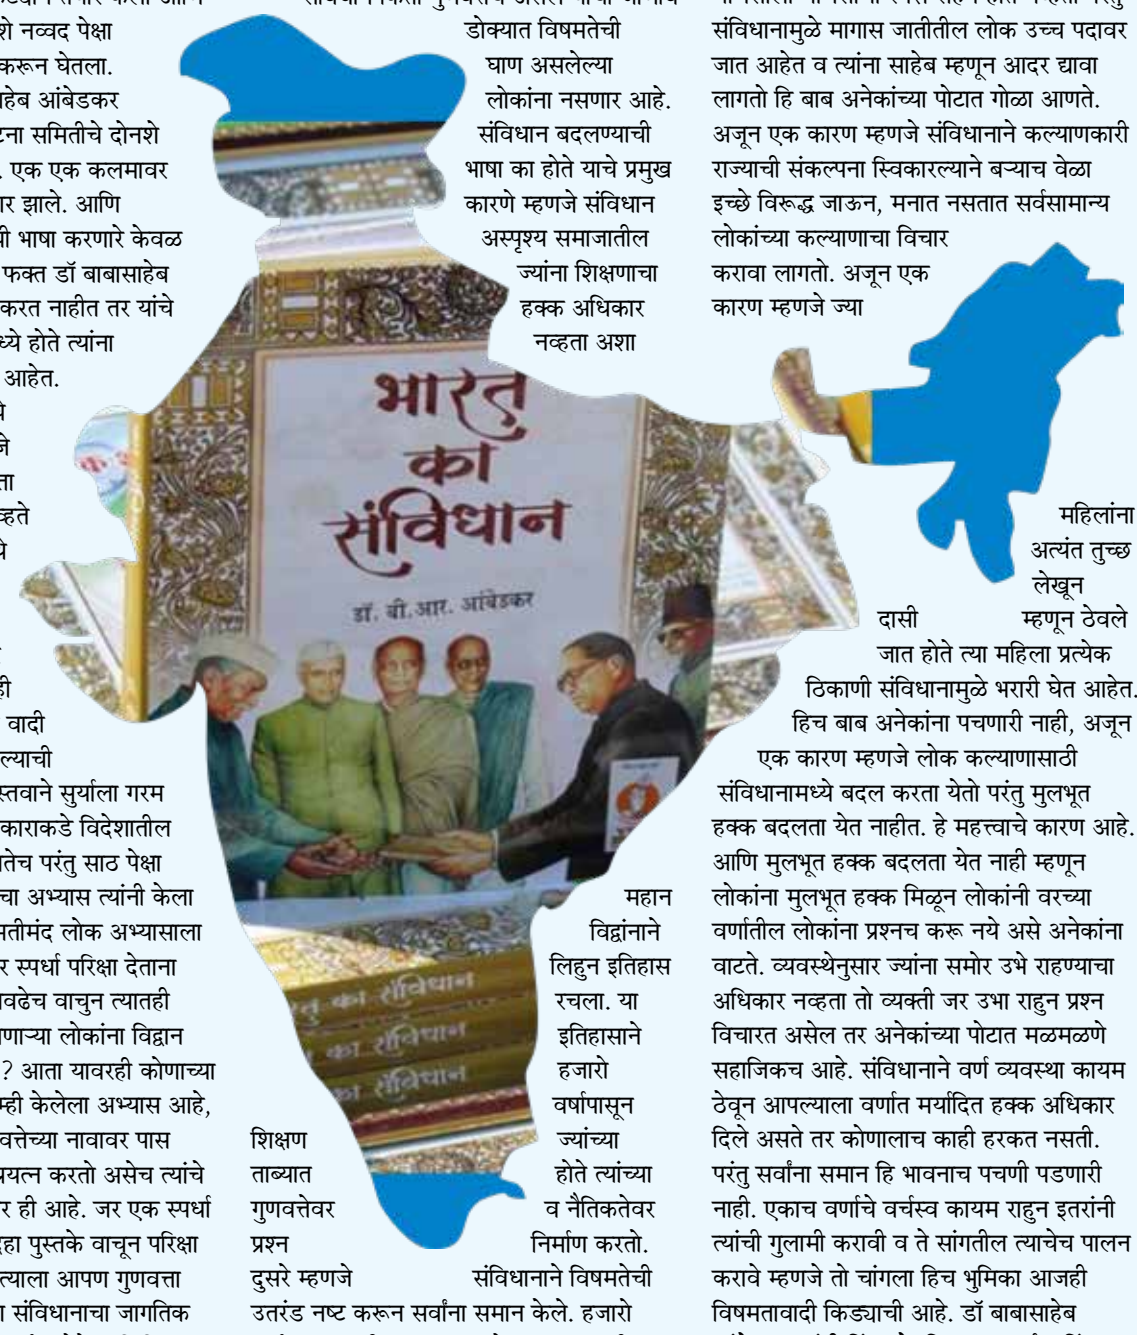 शे नव्वद पेक्षा
करून घेतला.
हेब आंबेडकर
टना समितीचे दोनशे
. एक एक कलमावर
ार झाले. आणि
ची भाषा करणारे केवळ
फक्त डॉ बाबासाहेब
करत नाहीत तर यांचे
ध्ये होते त्यांना
आहेत.
ये
जे
ता
व्हते
ये
ही
वादी
ल्याची
स्तवाने सुर्याला गरम
काराकडे विदेशातील
तेच परंतु साठ पेक्षा
चा अभ्यास त्यांनी केला
मतीमंद लोक अभ्यासाला
र स्पर्धा परिक्षा देताना
वढेच वाचुन त्यातही
णाऱ्या लोकांना विद्वान
? आता यावरही कोणाच्या
म्ही केलेला अभ्यास आहे,
वत्तेच्या नावावर पास
प्रयत्न करतो असेच त्यांचे
र ही आहे. जर एक स्पर्धा
दहा पुस्तके वाचून परिक्षा
त्याला आपण गुणवत्ता
संविधानाचा जागतिक
डोक्यात विषमतेची
घाण असलेल्या
लोकांना नसणार आहे.
संविधान बदलण्याची
भाषा का होते याचे प्रमुख
कारणे म्हणजे संविधान
अस्पृश्य समाजातील
ज्यांना शिक्षणाचा
हक्क अधिकार
नव्हता अशा
भारत
का
संविधान
डॉ. बी.आर. आंबेडकर
का संविधान
का संविधान
का संविधान
महान
विद्वांनाने
लिहुन इतिहास
रचला. या
इतिहासाने
हजारो
वर्षापासून
शिक्षण ज्यांच्या
ताब्यात होते त्यांच्या
गुणवत्तेवर व नैतिकतेवर
प्रश्न निर्माण करतो.
दुसरे म्हणजे संविधानाने विषमतेची
उतरंड नष्ट करून सर्वांना समान केले. हजारो
संविधानामुळे मागास जातीतील लोक उच्च पदावर
जात आहेत व त्यांना साहेब म्हणून आदर द्यावा
लागतो हि बाब अनेकांच्या पोटात गोळा आणते.
अजून एक कारण म्हणजे संविधानाने कल्याणकारी
राज्याची संकल्पना स्विकारल्याने बऱ्याच वेळा
इच्छे विरूद्ध जाऊन, मनात नसतात सर्वसामान्य
लोकांच्या कल्याणाचा विचार
करावा लागतो. अजून एक
कारण म्हणजे ज्या
महिलांना
अत्यंत तुच्छ
लेखून
दासी म्हणून ठेवले
जात होते त्या महिला प्रत्येक
ठिकाणी संविधानामुळे भरारी घेत आहेत.
हिच बाब अनेकांना पचणारी नाही, अजून
एक कारण म्हणजे लोक कल्याणासाठी
संविधानामध्ये बदल करता येतो परंतु मुलभूत
हक्क बदलता येत नाहीत. हे महत्त्वाचे कारण आहे.
आणि मुलभूत हक्क बदलता येत नाही म्हणून
लोकांना मुलभूत हक्क मिळून लोकांनी वरच्या
वर्णातील लोकांना प्रश्नच करू नये असे अनेकांना
वाटते. व्यवस्थेनुसार ज्यांना समोर उभे राहण्याचा
अधिकार नव्हता तो व्यक्ती जर उभा राहुन प्रश्न
विचारत असेल तर अनेकांच्या पोटात मळमळणे
सहाजिकच आहे. संविधानाने वर्ण व्यवस्था कायम
ठेवून आपल्याला वर्णात मर्यादित हक्क अधिकार
दिले असते तर कोणालाच काही हरकत नसती.
परंतु सर्वांना समान हि भावनाच पचणी पडणारी
नाही. एकाच वर्णाचे वर्चस्व कायम राहुन इतरांनी
त्यांची गुलामी करावी व ते सांगतील त्याचेच पालन
करावे म्हणजे तो चांगला हिच भुमिका आजही
विषमतावादी किड्याची आहे. डॉ बाबासाहेब